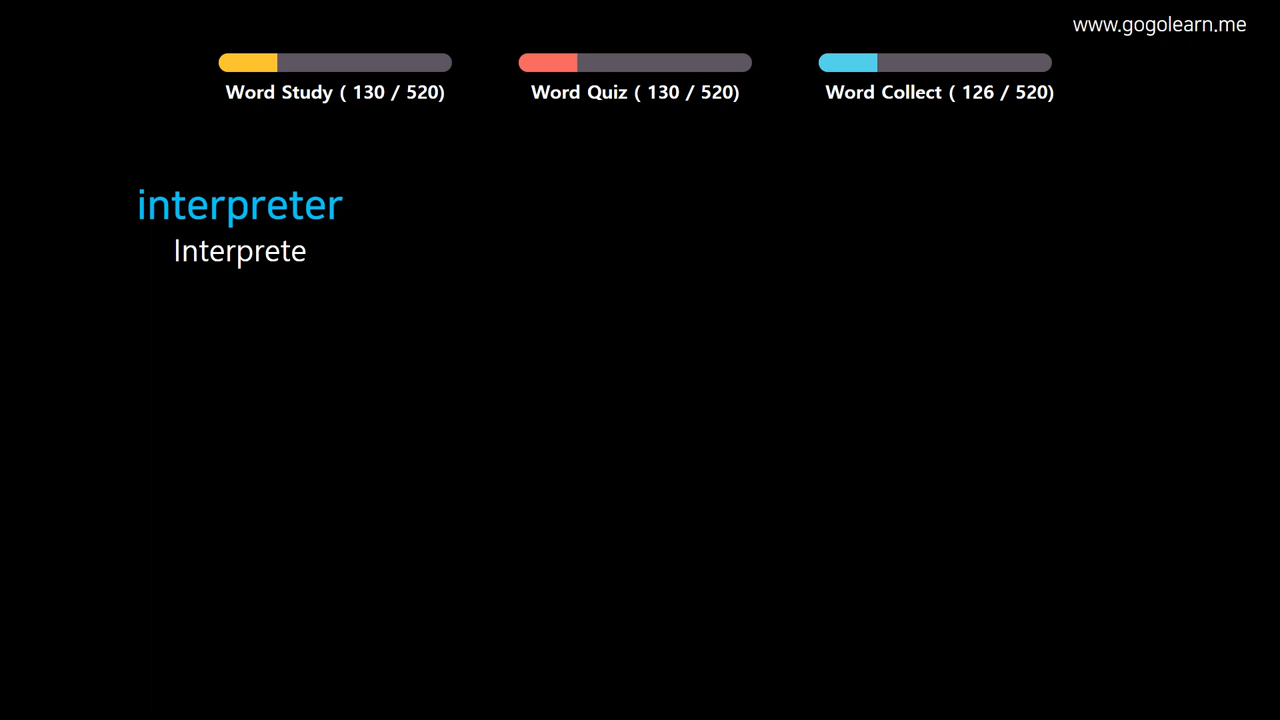 www.gogolearn.me
Word Study ( 130 / 520)
Word Quiz ( 130 / 520)
Word Collect ( 126 / 520)
interpreter
Interprete